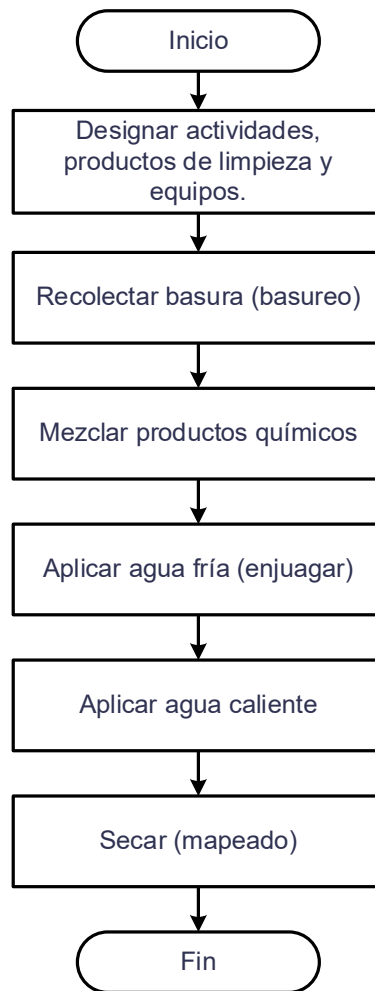 Inicio
Designar actividades,
productos de limpieza y
equipos.
Recolectar basura (basureo)
Mezclar productos químicos
Aplicar agua fría (enjuagar)
Aplicar agua caliente
Secar (mapeado)
Fin